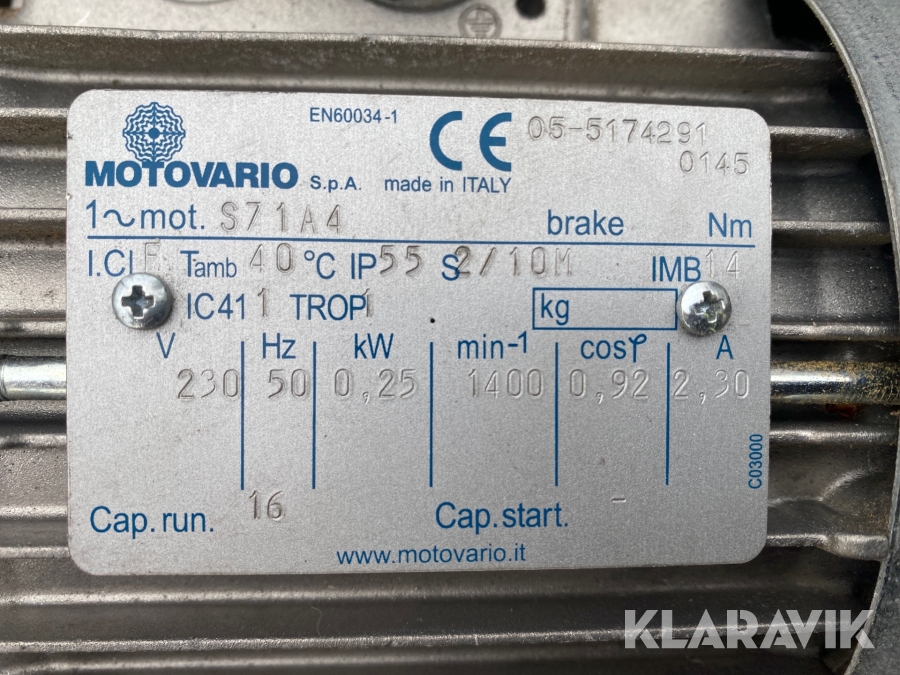 EN60034-1
05-5174291
0145
MOTOVARIO S.p.A. made in ITALY
CE
1~mot. S71A4 brake Nm
I.Cl F Tamb 40 °C IP55 S2/10M IMB14
IC411 TROPI kg
V Hz kW min-1 cosφ A
230 50 0,25 1400 0,92 2,30
C03000
Cap.run. 16 Cap.start. -
www.motovario.it
KLARAVIK